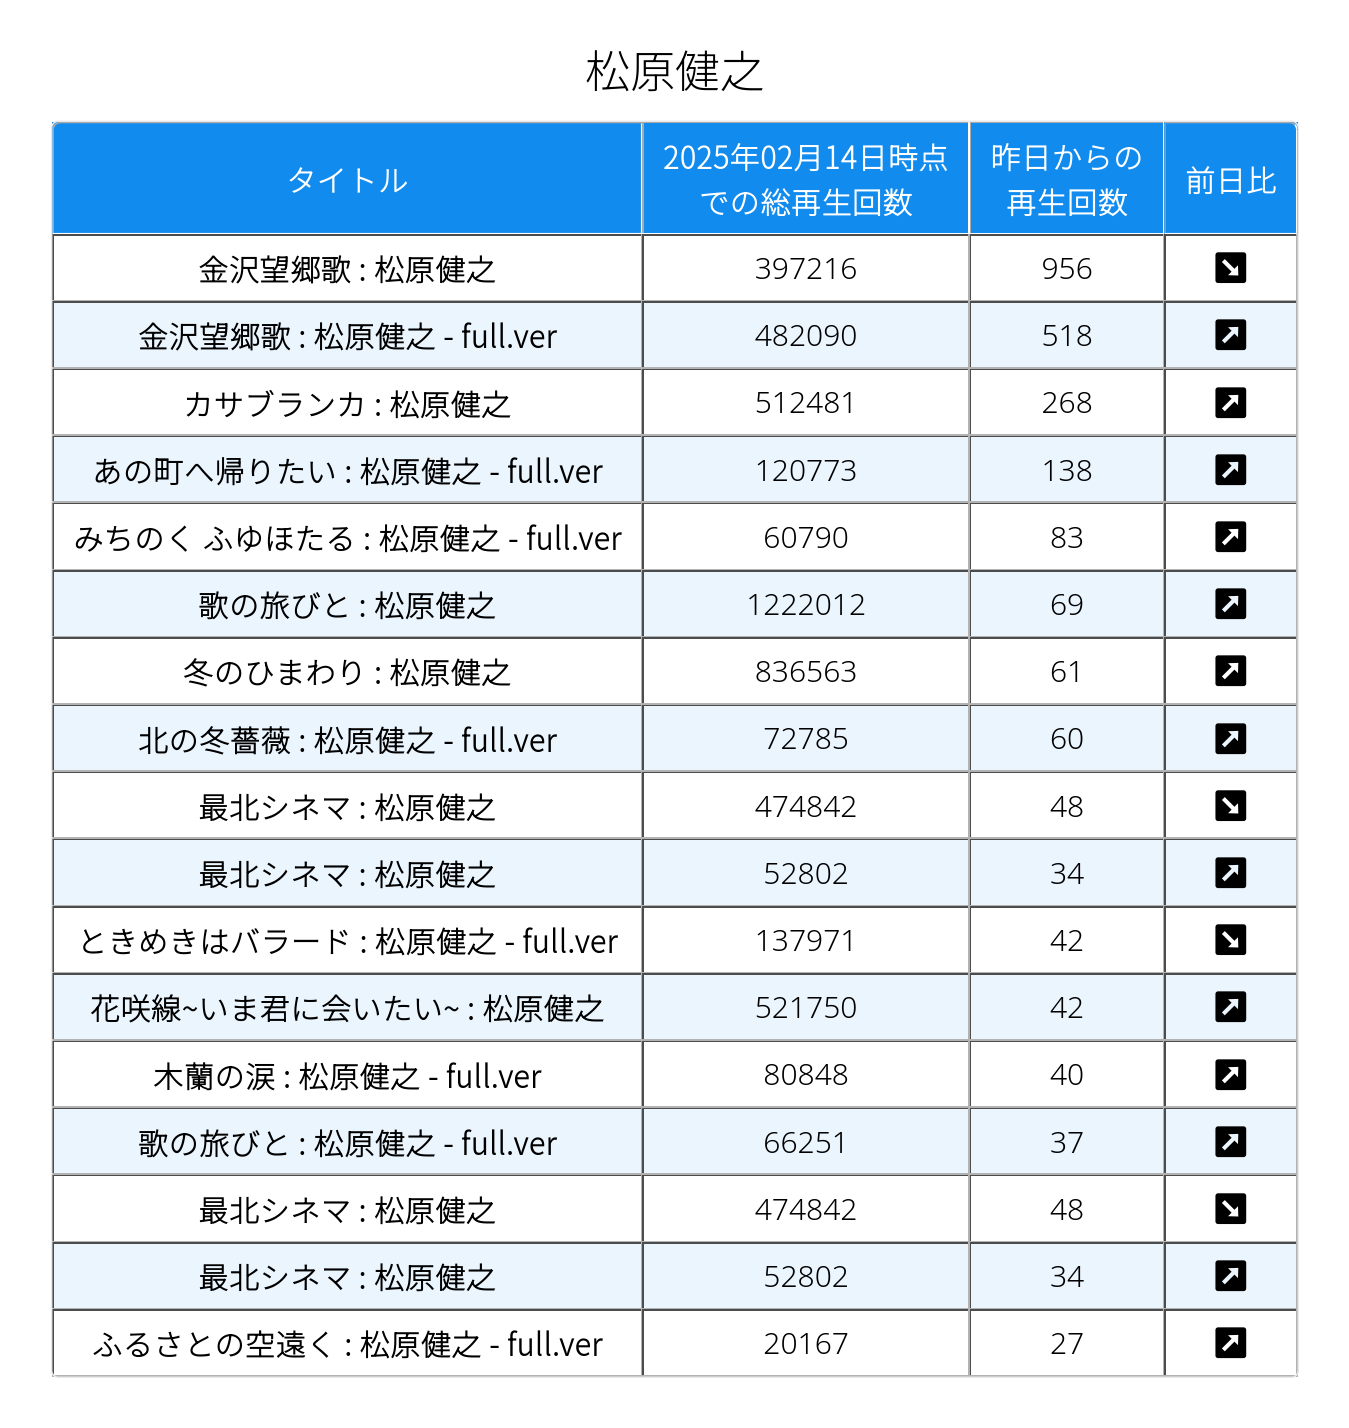 松原健之
タイトル
2025年02月14日時点
での総再生回数
昨日からの
再生回数
前日比
金沢望郷歌 : 松原健之 397216 956
金沢望郷歌 : 松原健之 - full.ver 482090 518
カサブランカ : 松原健之 512481 268
あの町へ帰りたい : 松原健之 - full.ver 120773 138
みちのく ふゆほたる : 松原健之 - full.ver 60790 83
歌の旅びと : 松原健之 1222012 69
冬のひまわり : 松原健之 836563 61
北の冬薔薇 : 松原健之 - full.ver 72785 60
最北シネマ : 松原健之 474842 48
最北シネマ : 松原健之 52802 34
ときめきはバラード : 松原健之 - full.ver 137971 42
花咲線~いま君に会いたい~ : 松原健之 521750 42
木蘭の涙 : 松原健之 - full.ver 80848 40
歌の旅びと : 松原健之 - full.ver 66251 37
最北シネマ : 松原健之 474842 48
最北シネマ : 松原健之 52802 34
ふるさとの空遠く : 松原健之 - full.ver 20167 27